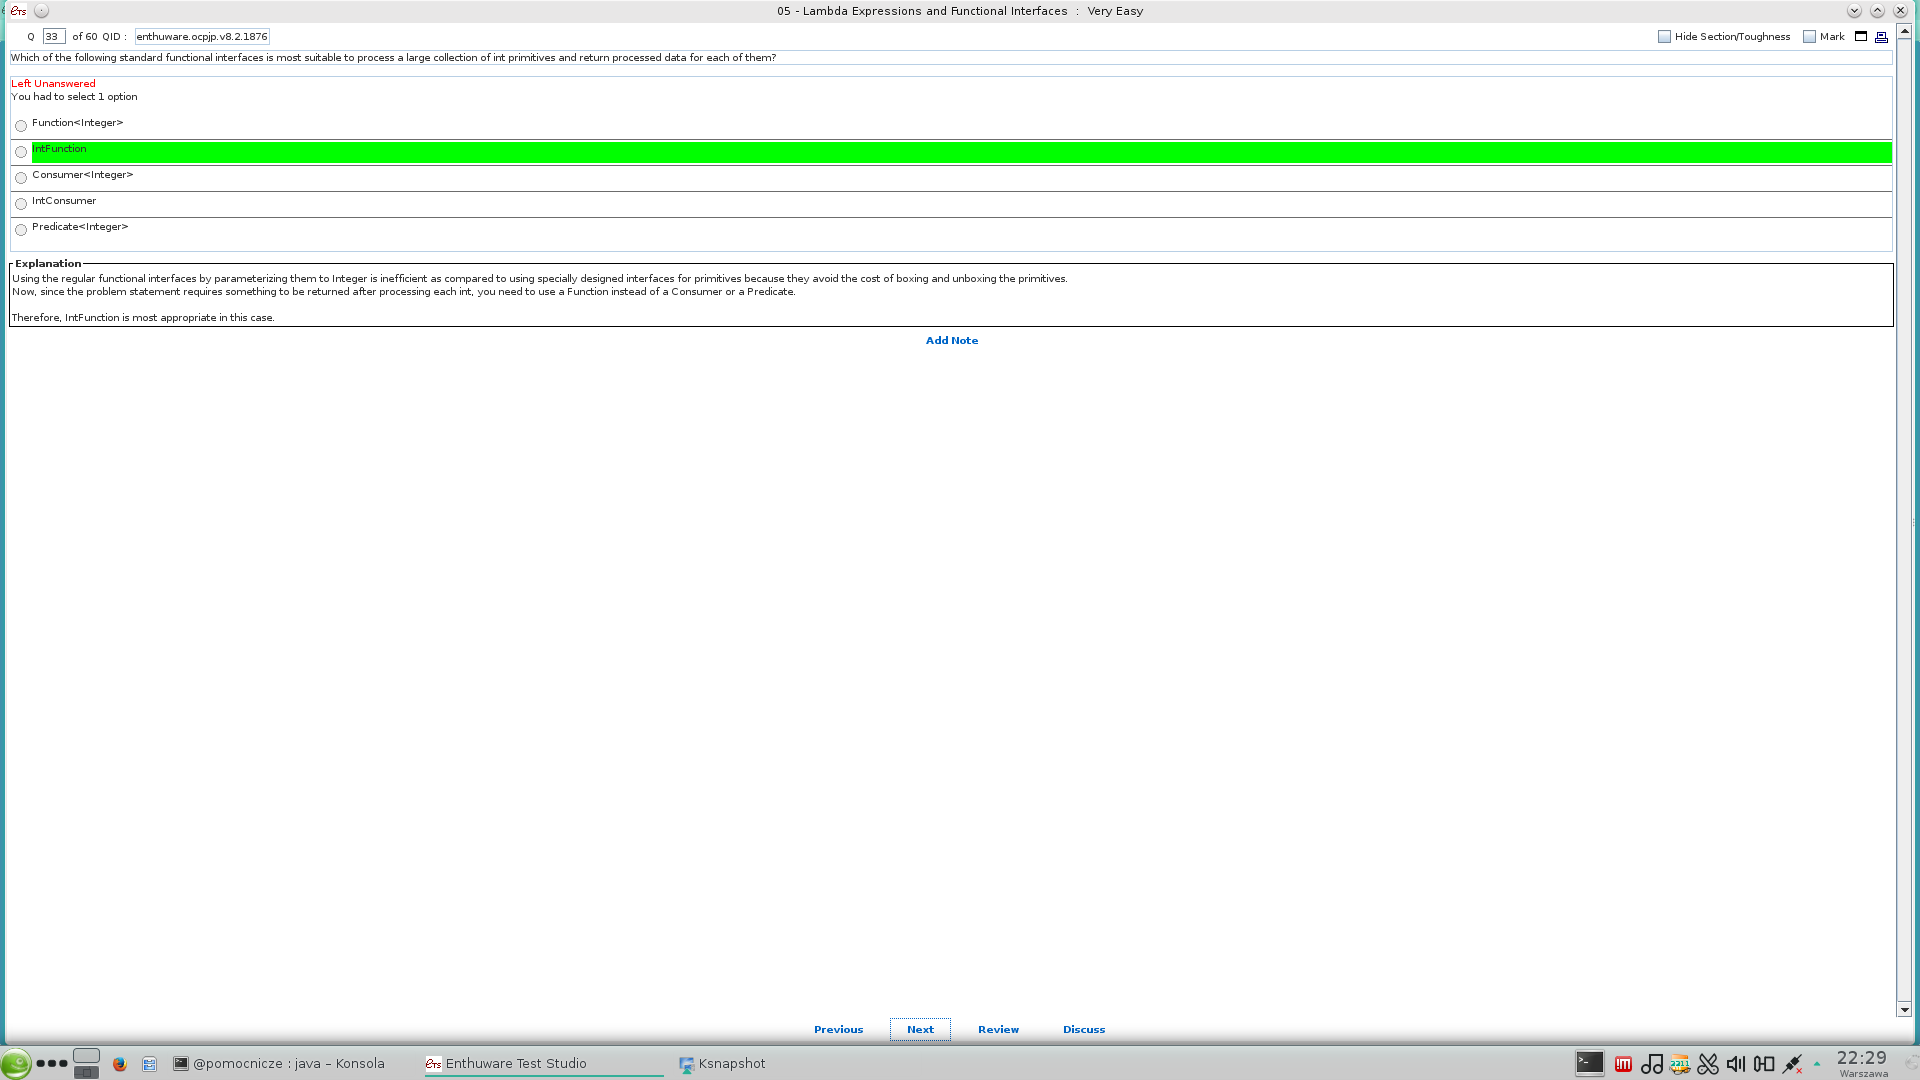 ETS
05 - Lambda Expressions and Functional Interfaces : Very Easy
Q 33 of 60 QID : enthuware.ocpjp.v8.2.1876
Hide Section/Toughness Mark
Which of the following standard functional interfaces is most suitable to process a large collection of int primitives and return processed data for each of them?
Left Unanswered
You had to select 1 option
Function<Integer>
IntFunction
Consumer<Integer>
IntConsumer
Predicate<Integer>
Explanation
Using the regular functional interfaces by parameterizing them to Integer is inefficient as compared to using specially designed interfaces for primitives because they avoid the cost of boxing and unboxing the primitives.
Now, since the problem statement requires something to be returned after processing each int, you need to use a Function instead of a Consumer or a Predicate.
Therefore, IntFunction is most appropriate in this case.
Add Note
Previous Next Review Discuss
@pomocnicze : java – Konsola
ETS Enthuware Test Studio
Ksnapshot
22:29
Warszawa